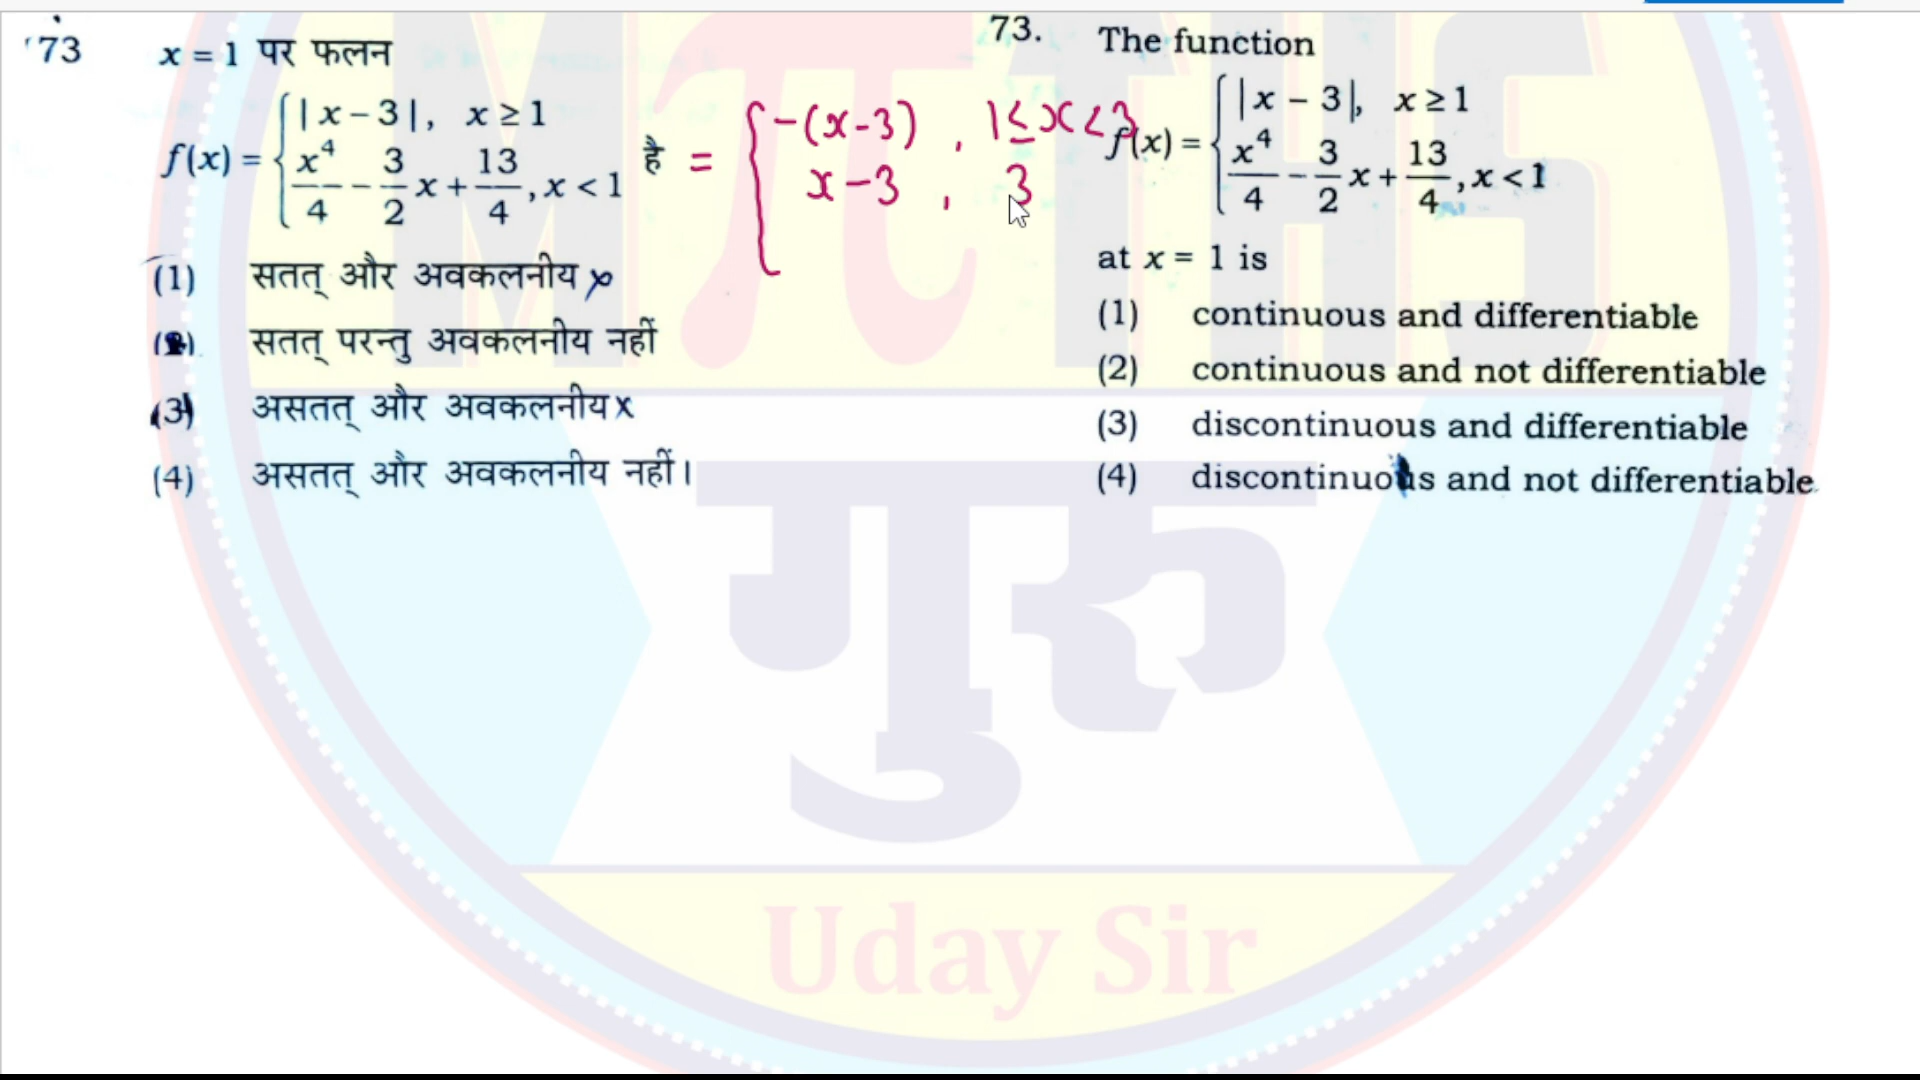 73 x = 1 पर फलन
f(x) = { |x − 3|, x ≥ 1
x⁴/4 − 3/2 x + 13/4, x < 1 है
= { −(x−3) , 1 ≤ x < 3
x−3 , 3
(1) सतत् और अवकलनीय ×
(2) सतत् परन्तु अवकलनीय नहीं
(3) असतत् और अवकलनीय ×
(4) असतत् और अवकलनीय नहीं।
73. The function
f(x) = { |x − 3|, x ≥ 1
x⁴/4 − 3/2 x + 13/4, x < 1
at x = 1 is
(1) continuous and differentiable
(2) continuous and not differentiable
(3) discontinuous and differentiable
(4) discontinuous and not differentiable
MπTHS
गुरु
Uday Sir